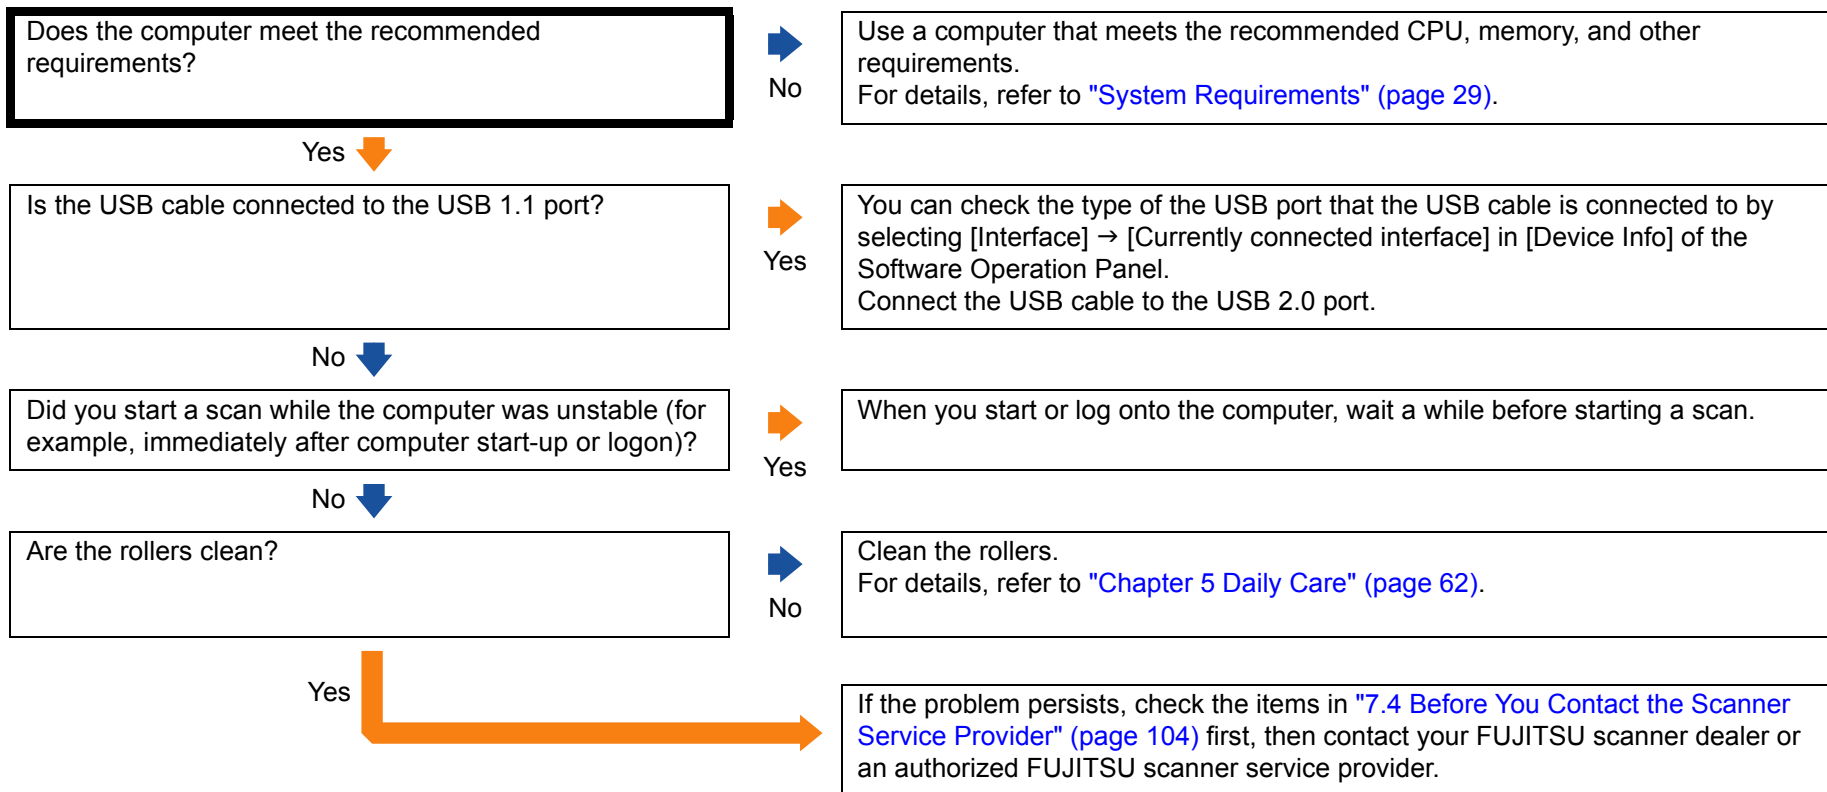 Does the computer meet the recommended
requirements?
No
Use a computer that meets the recommended CPU, memory, and other
requirements.
For details, refer to "System Requirements" (page 29).
Yes
Is the USB cable connected to the USB 1.1 port?
Yes
You can check the type of the USB port that the USB cable is connected to by
selecting [Interface] → [Currently connected interface] in [Device Info] of the
Software Operation Panel.
Connect the USB cable to the USB 2.0 port.
No
Did you start a scan while the computer was unstable (for
example, immediately after computer start-up or logon)?
Yes
When you start or log onto the computer, wait a while before starting a scan.
No
Are the rollers clean?
No
Clean the rollers.
For details, refer to "Chapter 5 Daily Care" (page 62).
Yes
If the problem persists, check the items in "7.4 Before You Contact the Scanner
Service Provider" (page 104) first, then contact your FUJITSU scanner dealer or
an authorized FUJITSU scanner service provider.